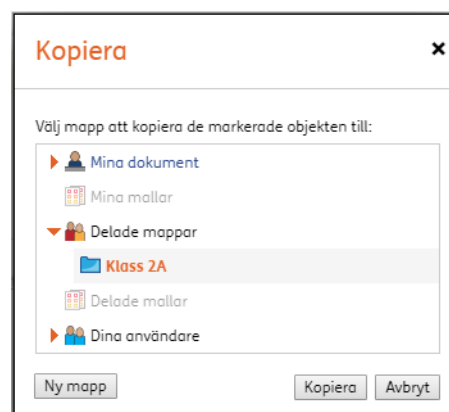 Kopiera
Välj mapp att kopiera de markerade objekten till:
Mina dokument
Mina mallar
Delade mappar
Klass 2A
Delade mallar
Dina användare
Ny mapp
Kopiera
Avbryt